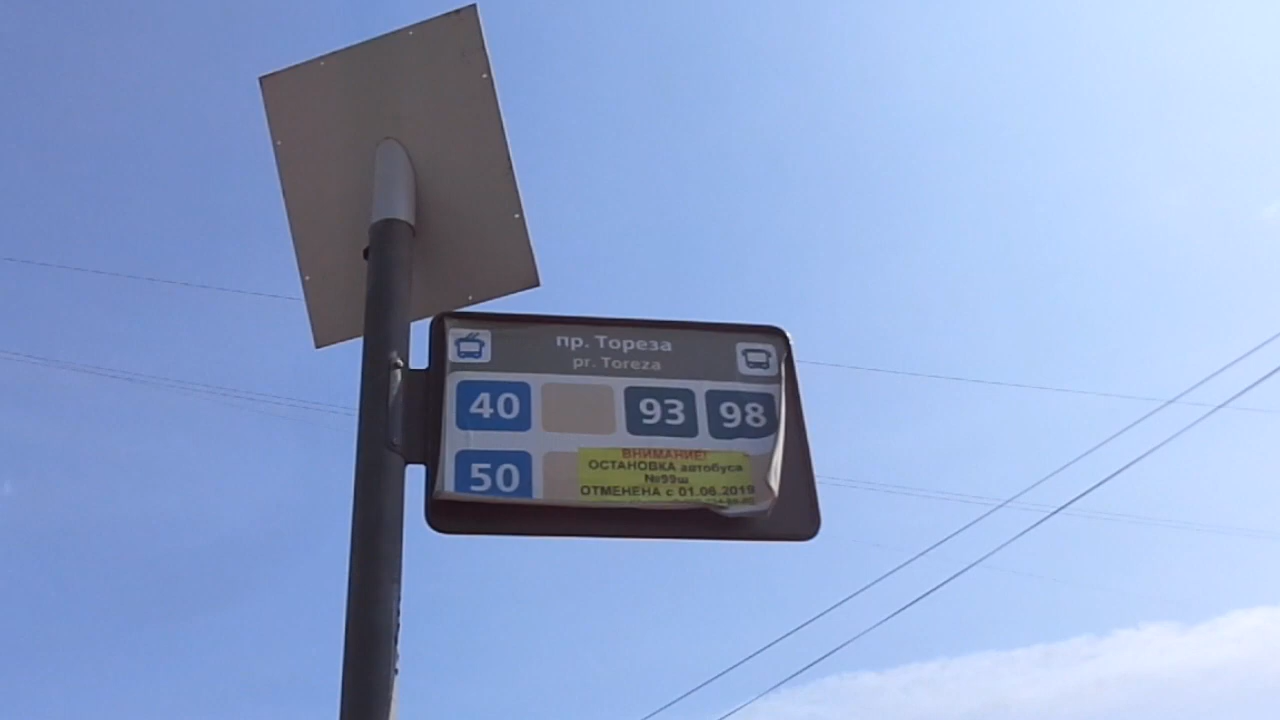 пр. Тореза
pr. Toreza
40 93 98
50
ВНИМАНИЕ!
ОСТАНОВКА автобуса
№99ш
ОТМЕНЕНА с 01.06.2019